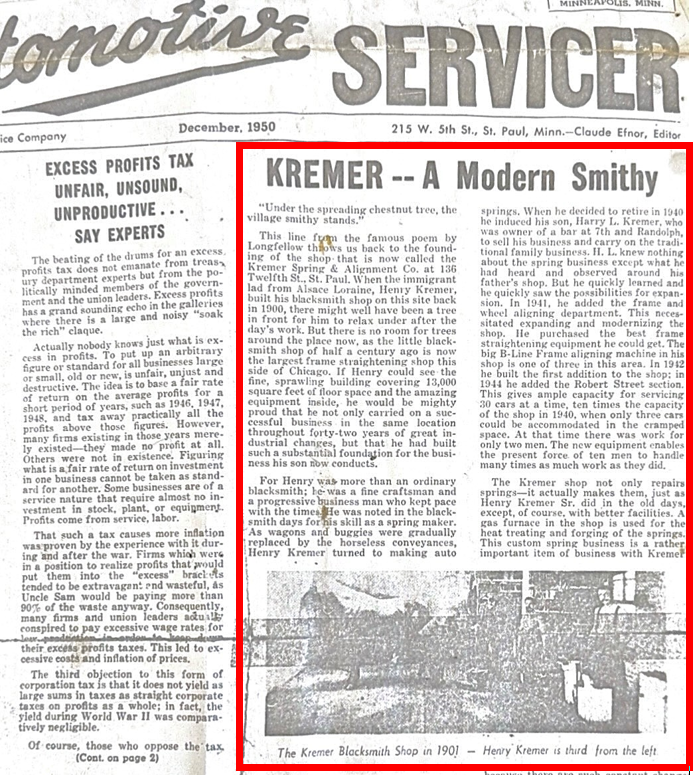 MINNEAPOLIS, MINN.
tomotive SERVICER
ice Company
December, 1950
215 W. 5th St., St. Paul, Minn.—Claude Efnor, Editor
EXCESS PROFITS TAX
UNFAIR, UNSOUND,
UNPRODUCTIVE . . .
SAY EXPERTS
The beating of the drums for an excess
profits tax does not emanate from treas-
ury department experts but from the po-
litically minded members of the govern-
ment and the union leaders. Excess profits
has a grand sounding echo in the galleries
where there is a large and noisy "soak
the rich" claque.
Actually nobody knows just what is ex-
cess in profits. To put up an arbitrary
figure or standard for all businesses large
or small, old or new, is unfair, unjust and
destructive. The idea is to base a fair rate
of return on the average profits for a
short period of years, such as 1946, 1947,
1948, and tax away practically all the
profits above those figures. However,
many firms existing in those years mere-
ly existed—they made no profit at all.
Others were not in existence. Figuring
what is a fair rate of return on investment
in one business cannot be taken as stand-
ard for another. Some businesses are of a
service nature that require almost no in-
vestment in stock, plant, or equipment.
Profits come from service, labor.
That such a tax causes more inflation
was proven by the experience with it dur-
ing and after the war. Firms which were
in a position to realize profits that would
put them into the "excess" brackets
tended to be extravagant and wasteful, as
Uncle Sam would be paying more than
90% of the waste anyway. Consequently,
many firms and union leaders actually
conspired to pay excessive wage rates for
less production in order to keep down
their excess profits taxes. This led to ex-
cessive costs and inflation of prices.
The third objection to this form of
corporation tax is that it does not yield as
large sums in taxes as straight corporate
taxes on profits as a whole; in fact, the
yield during World War II was compara-
tively negligible.
Of course, those who oppose the tax
(Cont. on page 2)
KREMER -- A Modern Smithy
"Under the spreading chestnut tree, the
village smithy stands."
This line from the famous poem by
Longfellow throws us back to the found-
ing of the shop that is now called the
Kremer Spring & Alignment Co. at 136
Twelfth St., St. Paul. When the immigrant
lad from Alsace Loraine, Henry Kremer,
built his blacksmith shop on this site back
in 1900, there might well have been a tree
in front for him to relax under after the
day's work. But there is no room for trees
around the place now, as the little black-
smith shop of half a century ago is now
the largest frame straightening shop this
side of Chicago. If Henry could see the
fine, sprawling building covering 13,000
square feet of floor space and the amazing
equipment inside, he would be mighty
proud that he not only carried on a suc-
cessful business in the same location
throughout forty-two years of great in-
dustrial changes, but that he had built
such a substantial foundation for the busi-
ness his son now conducts.
For Henry was more than an ordinary
blacksmith; he was a fine craftsman and
a progressive business man who kept pace
with the times. He was noted in the black-
smith days for his skill as a spring maker.
As wagons and buggies were gradually
replaced by the horseless conveyances,
Henry Kremer turned to making auto
springs. When he decided to retire in 1940
he induced his son, Harry L. Kremer, who
was owner of a bar at 7th and Randolph,
to sell his business and carry on the tradi-
tional family business. H. L. knew nothing
about the spring business except what he
had heard and observed around his
father's shop. But he quickly learned and
he quickly saw the possibilities for expan-
sion. In 1941, he added the frame and
wheel aligning department. This neces-
sitated expanding and modernizing the
shop. He purchased the best frame
straightening equipment he could get. The
big B-Line Frame aligning machine in his
shop is one of three in this area. In 1942
he built the first addition to the shop; in
1944 he added the Robert Street section.
This gives ample capacity for servicing
30 cars at a time, ten times the capacity
of the shop in 1940, when only three cars
could be accommodated in the cramped
space. At that time there was work for
only two men. The new equipment enables
the present force of ten men to handle
many times as much work as they did.
The Kremer shop not only repairs
springs—it actually makes them, just as
Henry Kremer Sr. did in the old days,
except, of course, with better facilities. A
gas furnace in the shop is used for the
heat treating and forging of the springs.
This custom spring business is a rather
important item of business with Kremer
The Kremer Blacksmith Shop in 1901 — Henry Kremer is third from the left